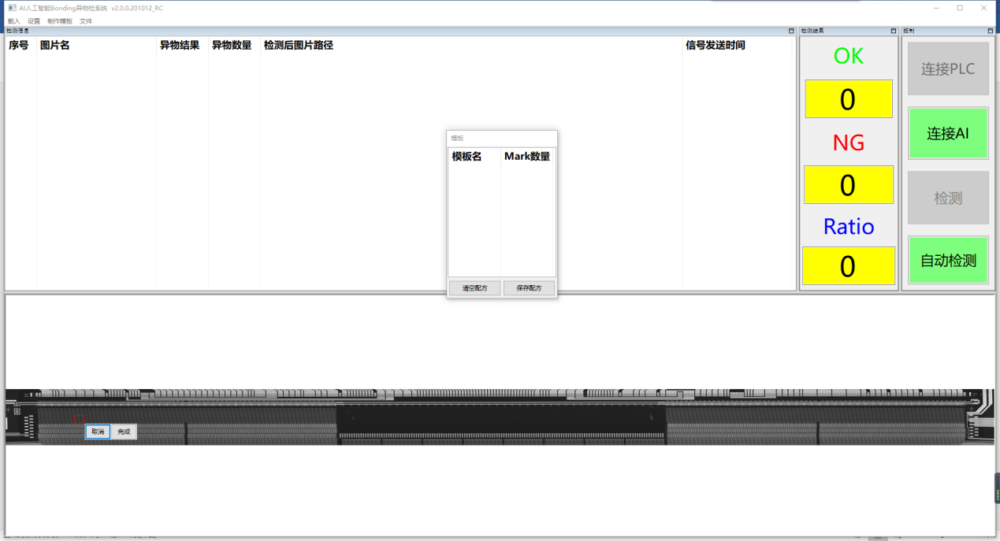 AI人工智能Bonding异物检系统 v2.0.0.201012_RC
载入 设置 制作模板 文件
检测信息
序号 图片名 异物结果 异物数量 检测后图片路径 信号发送时间
模板
模板名 Mark数量
清空配方 保存配方
检测结果
OK
0
NG
0
Ratio
0
控制
连接PLC
连接AI
检测
自动检测
取消 完成